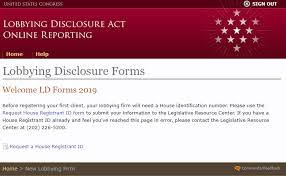 UNITED STATES CONGRESS
SIGN OUT
LOBBYING DISCLOSURE ACT
ONLINE REPORTING
Home Help
Lobbying Disclosure Forms
Welcome LD Forms 2019
Before registering your first client, your lobbying firm will need a House identification number. Please use the
Request House Registrant ID form to submit your information to the Legislative Resource Center. If you have a
House Registrant ID already and feel you've reached this page in error, please contact the Legislative Resource
Center at (202) 226-5200.
Request a House Registrant ID
Home > New Lobbying Firm
Comments/Feedback